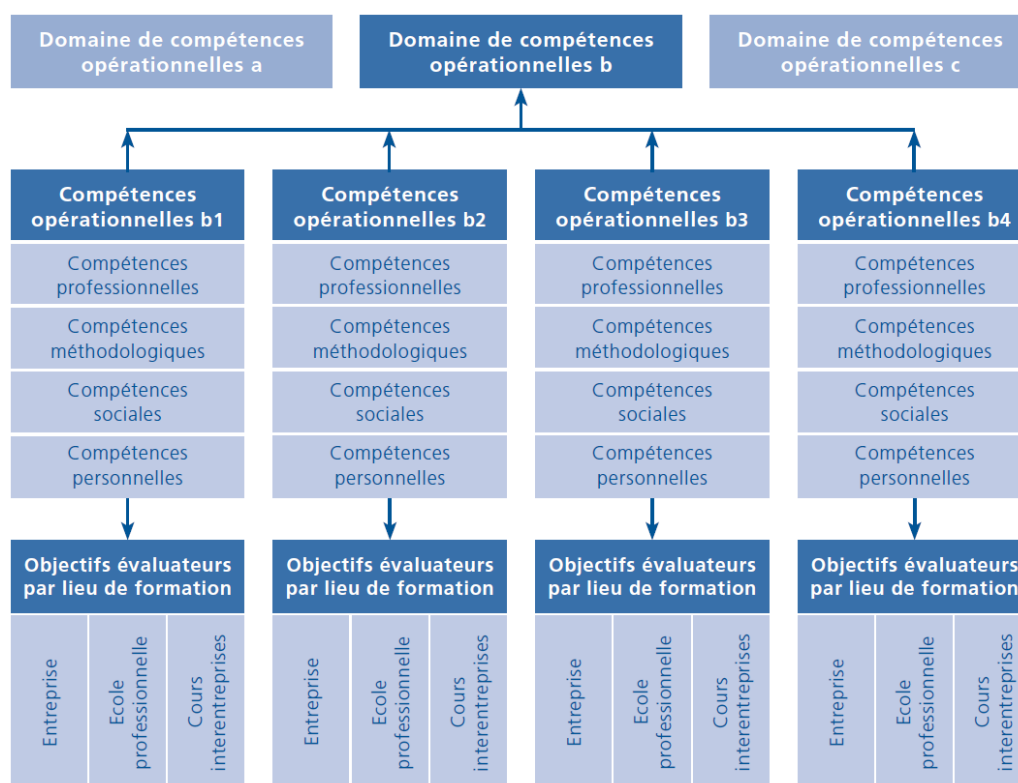 Domaine de compétences
opérationnelles a
Domaine de compétences
opérationnelles b
Domaine de compétences
opérationnelles c
Compétences
opérationnelles b1
Compétences
opérationnelles b2
Compétences
opérationnelles b3
Compétences
opérationnelles b4
Compétences
professionnelles
Compétences
professionnelles
Compétences
professionnelles
Compétences
professionnelles
Compétences
méthodologiques
Compétences
méthodologiques
Compétences
méthodologiques
Compétences
méthodologiques
Compétences
sociales
Compétences
sociales
Compétences
sociales
Compétences
sociales
Compétences
personnelles
Compétences
personnelles
Compétences
personnelles
Compétences
personnelles
Objectifs évaluateurs
par lieu de formation
Objectifs évaluateurs
par lieu de formation
Objectifs évaluateurs
par lieu de formation
Objectifs évaluateurs
par lieu de formation
Entreprise
Ecole
professionnelle
Cours
interentreprises
Entreprise
Ecole
professionnelle
Cours
interentreprises
Entreprise
Ecole
professionnelle
Cours
interentreprises
Entreprise
Ecole
professionnelle
Cours
interentreprises